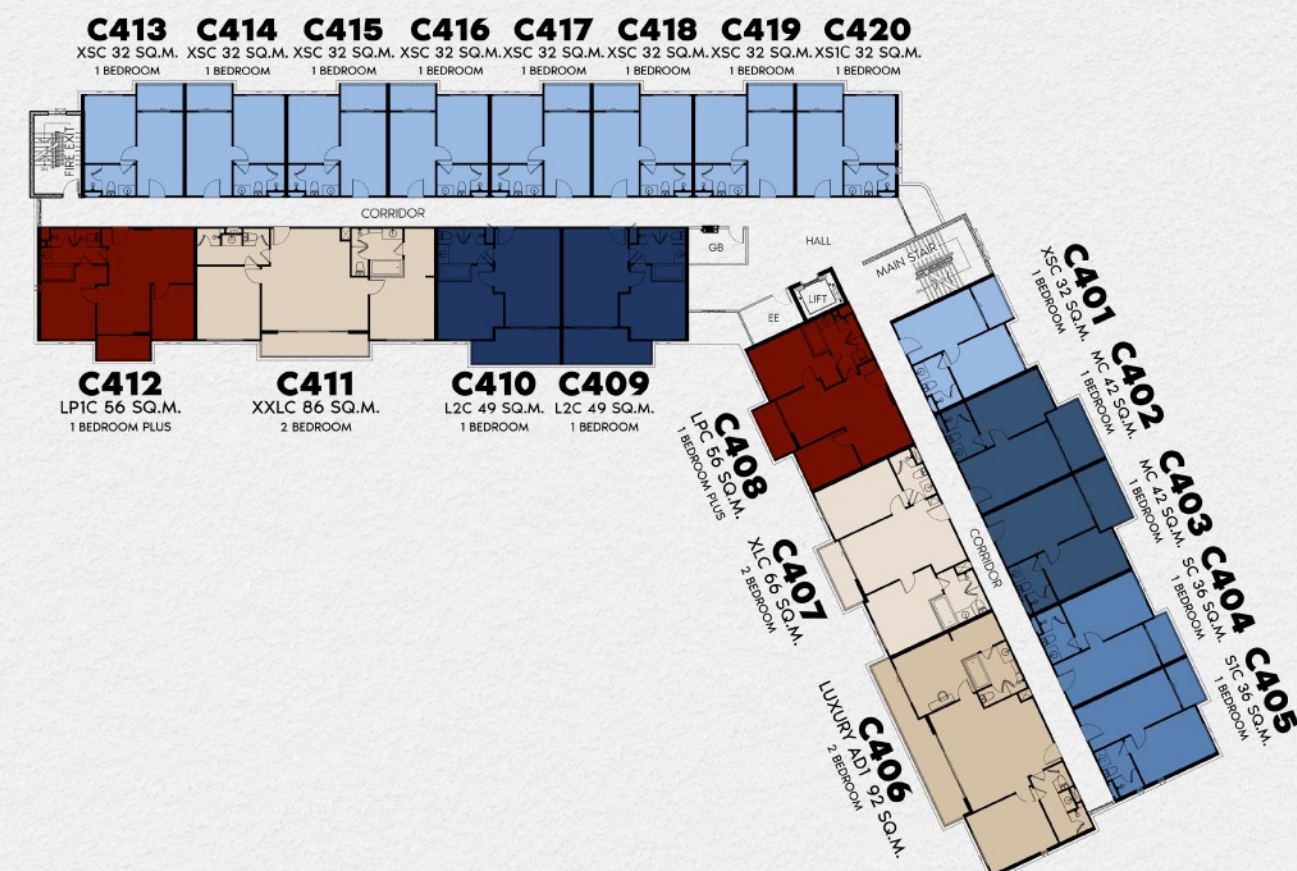 C413
XSC 32 SQ.M.
1 BEDROOM
C414
XSC 32 SQ.M.
1 BEDROOM
C415
XSC 32 SQ.M.
1 BEDROOM
C416
XSC 32 SQ.M.
1 BEDROOM
C417
XSC 32 SQ.M.
1 BEDROOM
C418
XSC 32 SQ.M.
1 BEDROOM
C419
XSC 32 SQ.M.
1 BEDROOM
C420
XS1C 32 SQ.M.
1 BEDROOM
FIRE EXIT
CORRIDOR
GB
HALL
MAIN STAIR
LIFT
EE
C412
LP1C 56 SQ.M.
1 BEDROOM PLUS
C411
XXLC 86 SQ.M.
2 BEDROOM
C410
L2C 49 SQ.M.
1 BEDROOM
C409
L2C 49 SQ.M.
1 BEDROOM
C401
XSC 32 SQ.M.
1 BEDROOM
C402
MC 42 SQ.M.
1 BEDROOM
C403
MC 42 SQ.M.
1 BEDROOM
C404
SC 36 SQ.M.
1 BEDROOM
C405
S1C 36 SQ.M.
1 BEDROOM
CORRIDOR
C408
LPC 56 SQ.M.
1 BEDROOM PLUS
C407
XLC 66 SQ.M.
2 BEDROOM
C406
LUXURY AD1 92 SQ.M.
2 BEDROOM